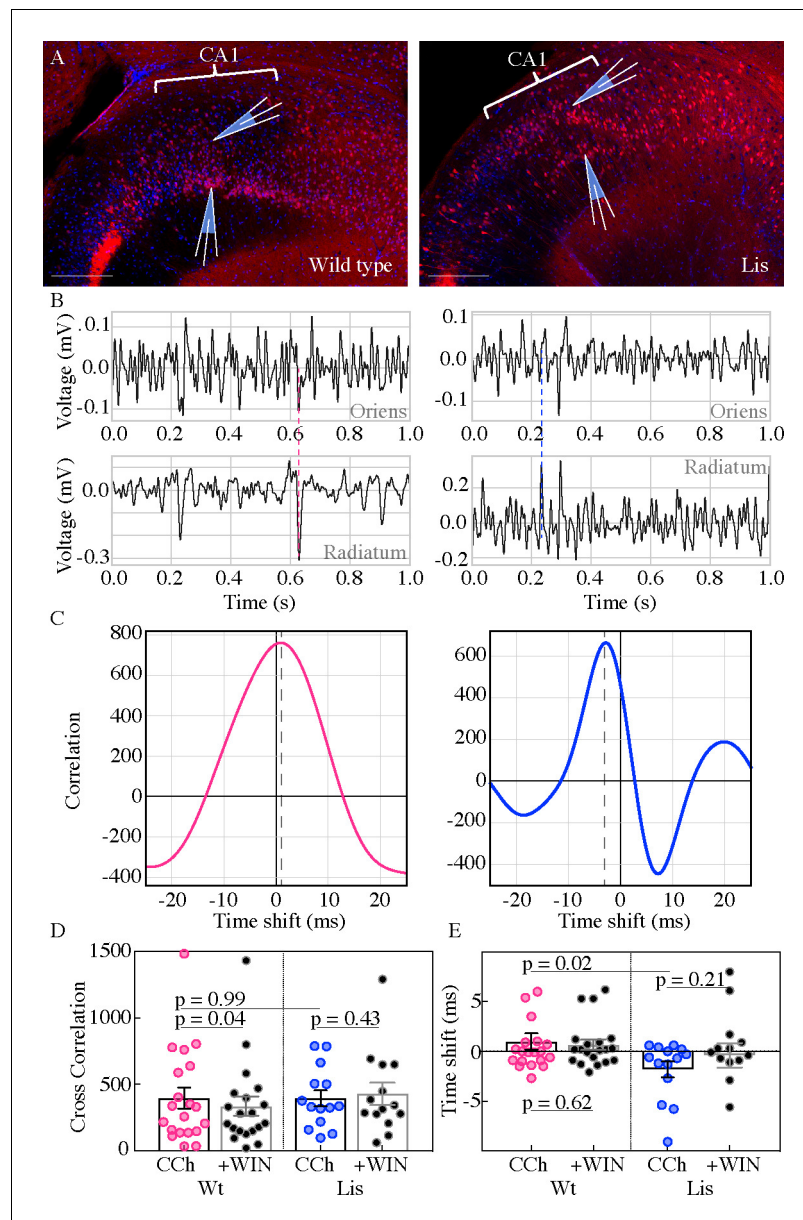 A
CA1
CA1
Wild type
Lis
B
Voltage (mV)
0.1
0.0
-0.1
Oriens
0.0 0.2 0.4 0.6 0.8 1.0
0.1
0.0
-0.1
Oriens
0.0 0.2 0.4 0.6 0.8 1.0
Voltage (mV)
0.0
-0.3
Radiatum
0.0 0.2 0.4 0.6 0.8 1.0
Time (s)
Radiatum
0.2
0.0
-0.2
0.0 0.2 0.4 0.6 0.8 1.0
Time (s)
C
Correlation
800
600
400
200
0
-200
-400
-20 -10 0 10 20
Time shift (ms)
600
400
200
0
-200
-400
-20 -10 0 10 20
Time shift (ms)
D
Cross Correlation
1500
1000
500
0
p = 0.99
p = 0.04
p = 0.43
CCh +WIN CCh +WIN
Wt Lis
E
Time shift (ms)
5
0
-5
p = 0.02
p = 0.21
p = 0.62
CCh +WIN CCh +WIN
Wt Lis